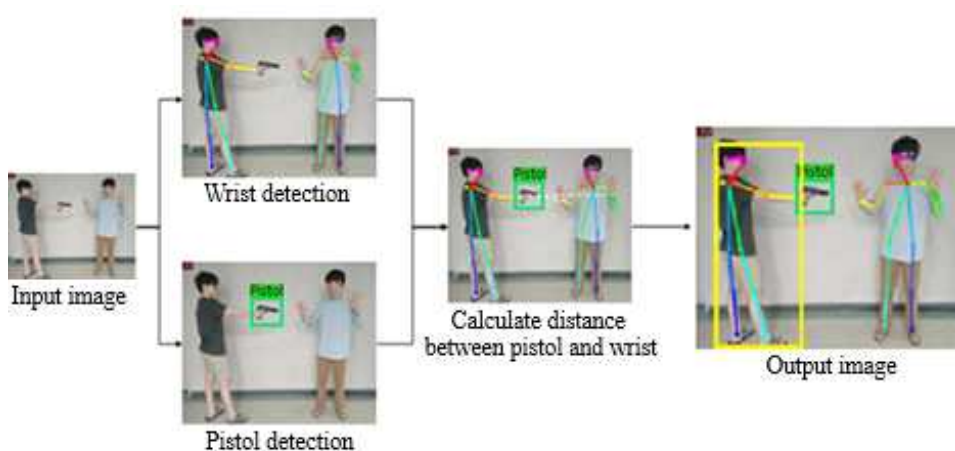 Wrist detection
Pistol
Pistol
Input image
Pistol
Calculate distance
between pistol and wrist
Output image
Pistol detection